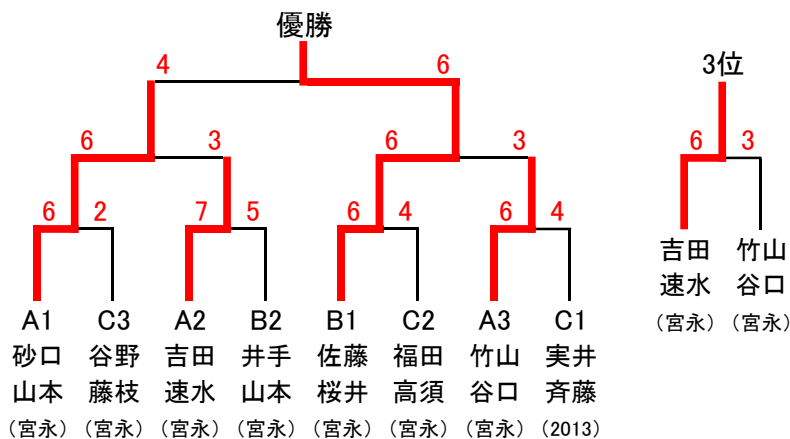 優勝
4 6
3位
6 3 6 3
6 3
6 2 7 5 6 4 6 4
吉田 竹山
速水 谷口
(宮永) (宮永)
A1 C3 A2 B2 B1 C2 A3 C1
砂口 谷野 吉田 井手 佐藤 福田 竹山 実井
山本 藤枝 速水 山本 桜井 高須 谷口 斉藤
(宮永) (宮永) (宮永) (宮永) (宮永) (宮永) (宮永) (2013)